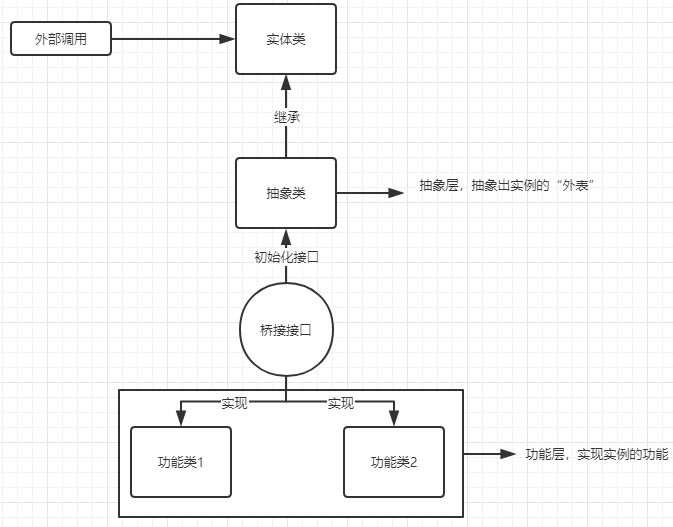 外部调用
实体类
继承
抽象类
抽象层，抽象出实例的“外表”
初始化接口
桥接接口
实现
实现
功能类1
功能类2
功能层，实现实例的功能